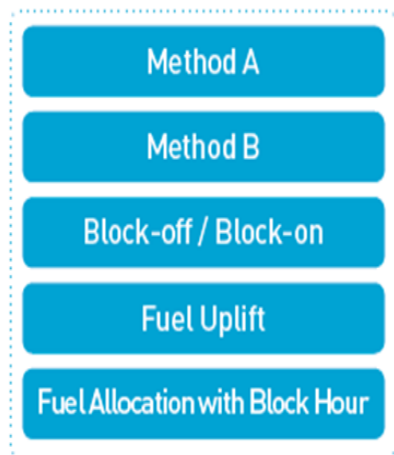 Method A
Method B
Block-off / Block-on
Fuel Uplift
Fuel Allocation with Block Hour